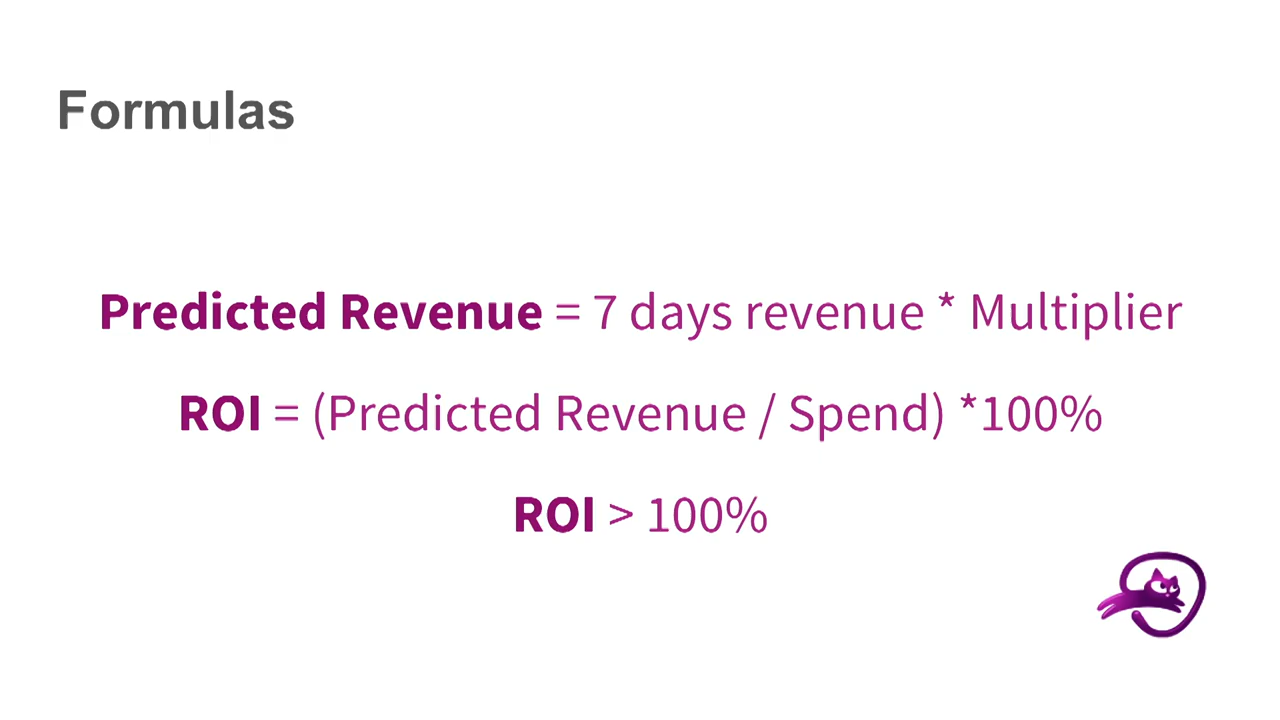 Formulas
Predicted Revenue = 7 days revenue * Multiplier
ROI = (Predicted Revenue / Spend) *100%
ROI > 100%